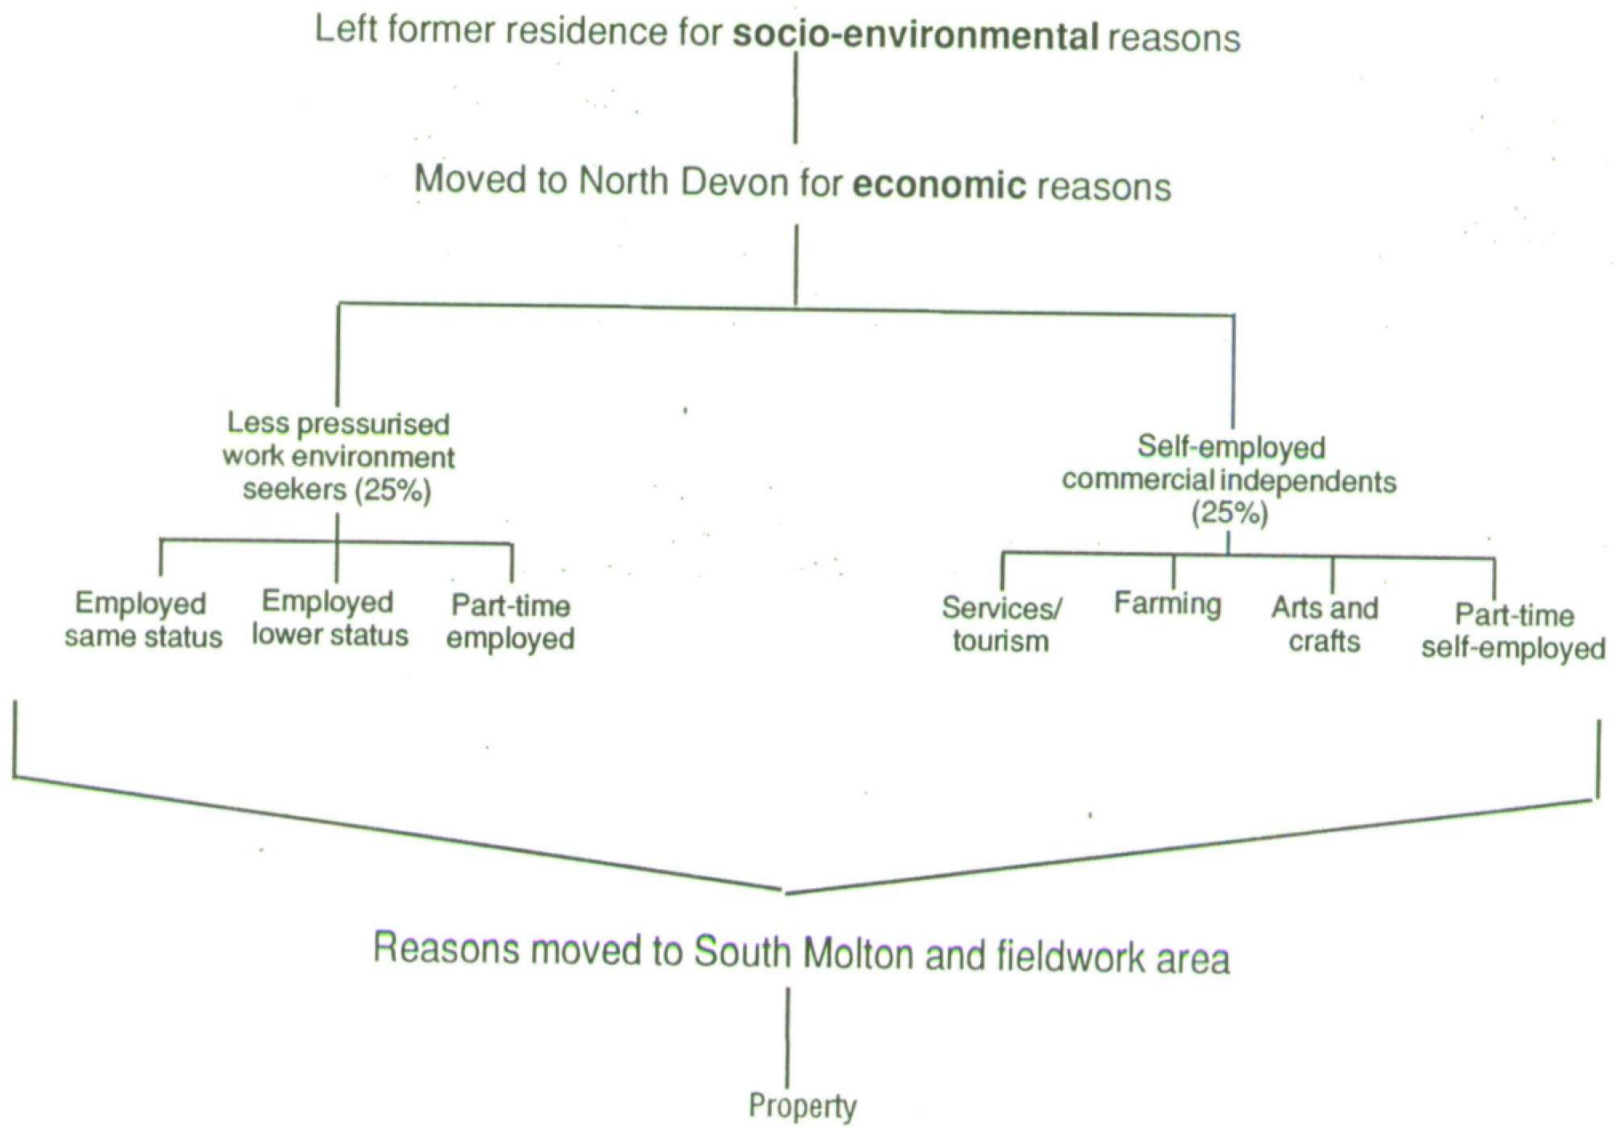 Left former residence for socio-environmental reasons
Moved to North Devon for economic reasons
Less pressurised
work environment
seekers (25%)
Self-employed
commercial independents
(25%)
Employed
same status
Employed
lower status
Part-time
employed
Services/
tourism
Farming
Arts and
crafts
Part-time
self-employed
Reasons moved to South Molton and fieldwork area
Property